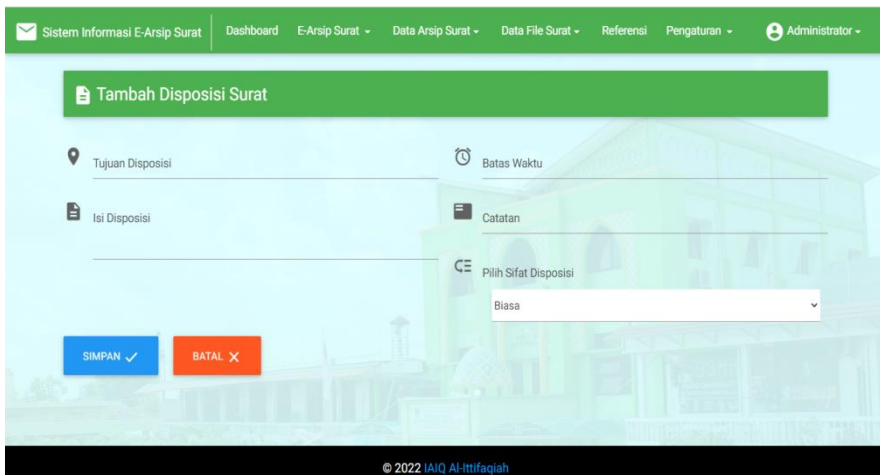 Sistem Informasi E-Arsip Surat Dashboard E-Arsip Surat Data Arsip Surat Data File Surat Referensi Pengaturan Administrator
Tambah Disposisi Surat
Tujuan Disposisi
Batas Waktu
Isi Disposisi
Catatan
Pilih Sifat Disposisi
Biasa
SIMPAN
BATAL
© 2022 IAIQ Al-Ittifaqiah